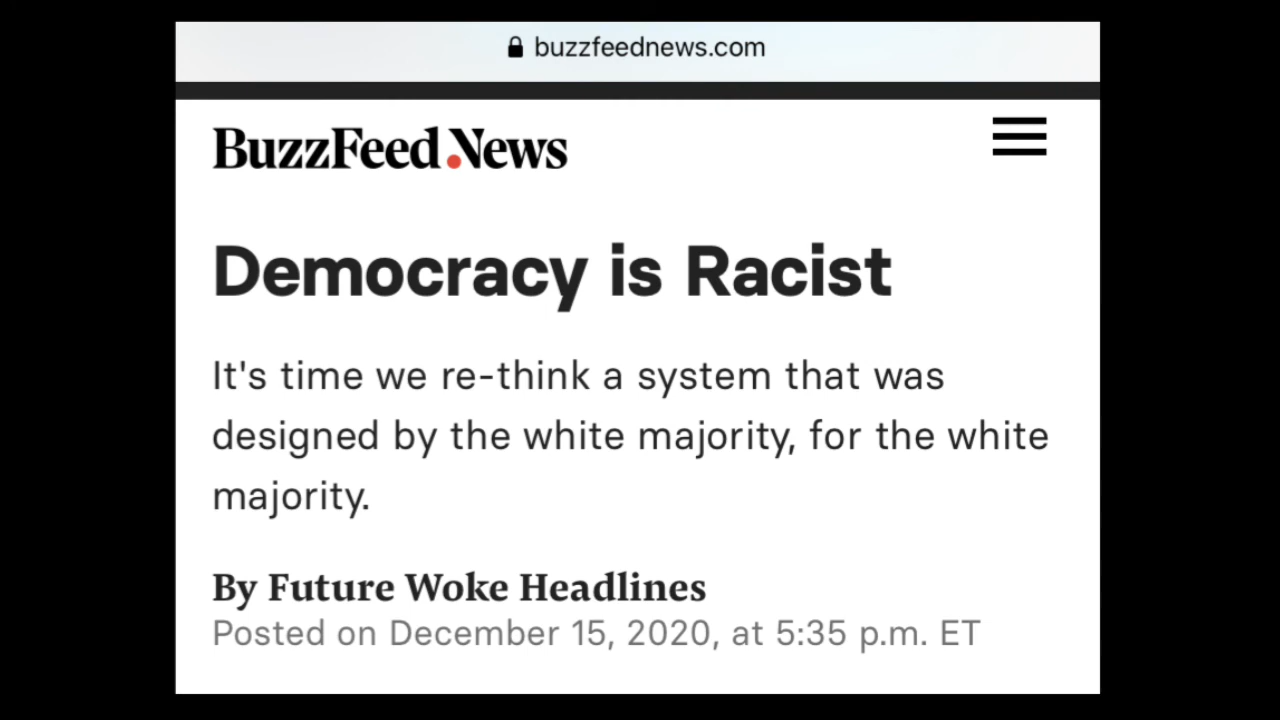 buzzfeednews.com
BuzzFeed News
Democracy is Racist
It's time we re-think a system that was
designed by the white majority, for the white
majority.
By Future Woke Headlines
Posted on December 15, 2020, at 5:35 p.m. ET